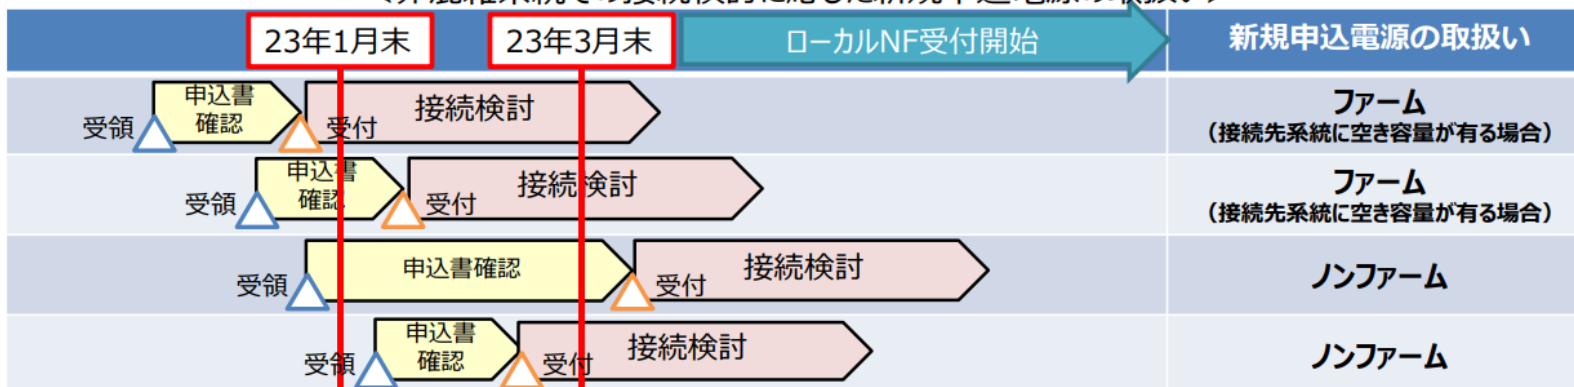 23年1月末
23年3月末
ローカルNF受付開始
新規申込電源の取扱い
受領
申込書
確認
受付
接続検討
ファーム
（接続先系統に空き容量が有る場合）
受領
申込書
確認
受付
接続検討
ファーム
（接続先系統に空き容量が有る場合）
受領
申込書確認
受付
接続検討
ノンファーム
受領
申込書
確認
受付
接続検討
ノンファーム